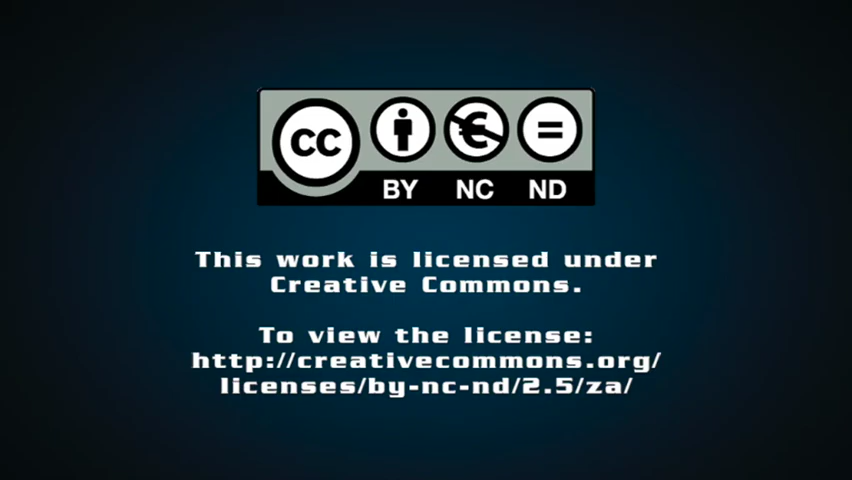 CC
BY NC ND
This work is licensed under
Creative Commons.
To view the license:
http://creativecommons.org/
licenses/by-nc-nd/2.5/za/